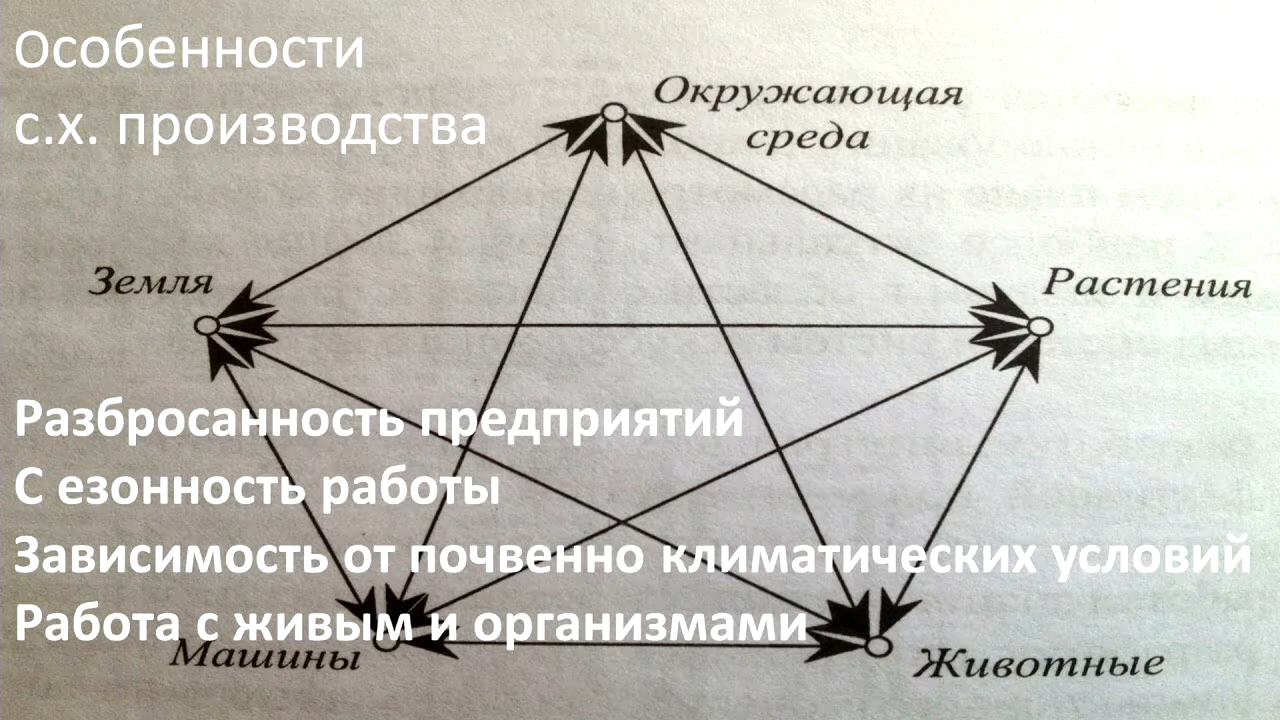 Особенности
с.х. производства
Окружающая
среда
Земля
Растения
Разбросанность предприятий
С езонность работы
Зависимость от почвенно климатических условий
Работа с живым и организмами
Машины
Животные